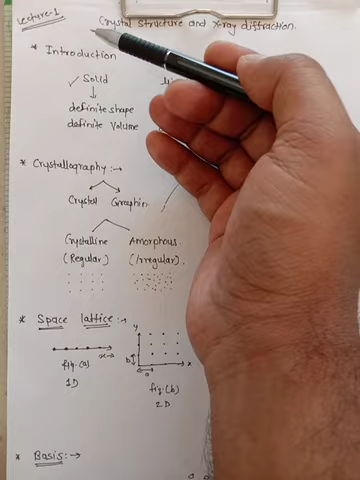 Lecture-1
Crystal Structure and X-ray diffraction.
* Introduction
✓ Solid
↓
definite shape
definite Volume
* Crystallography :→
Crystal Graphin
Crystalline Amorphous
(Regular) (Irregular).
* Space lattice :→
y
x→
b
a
x
fig.(a)
1D
fig.(b)
2D
* Basis :→